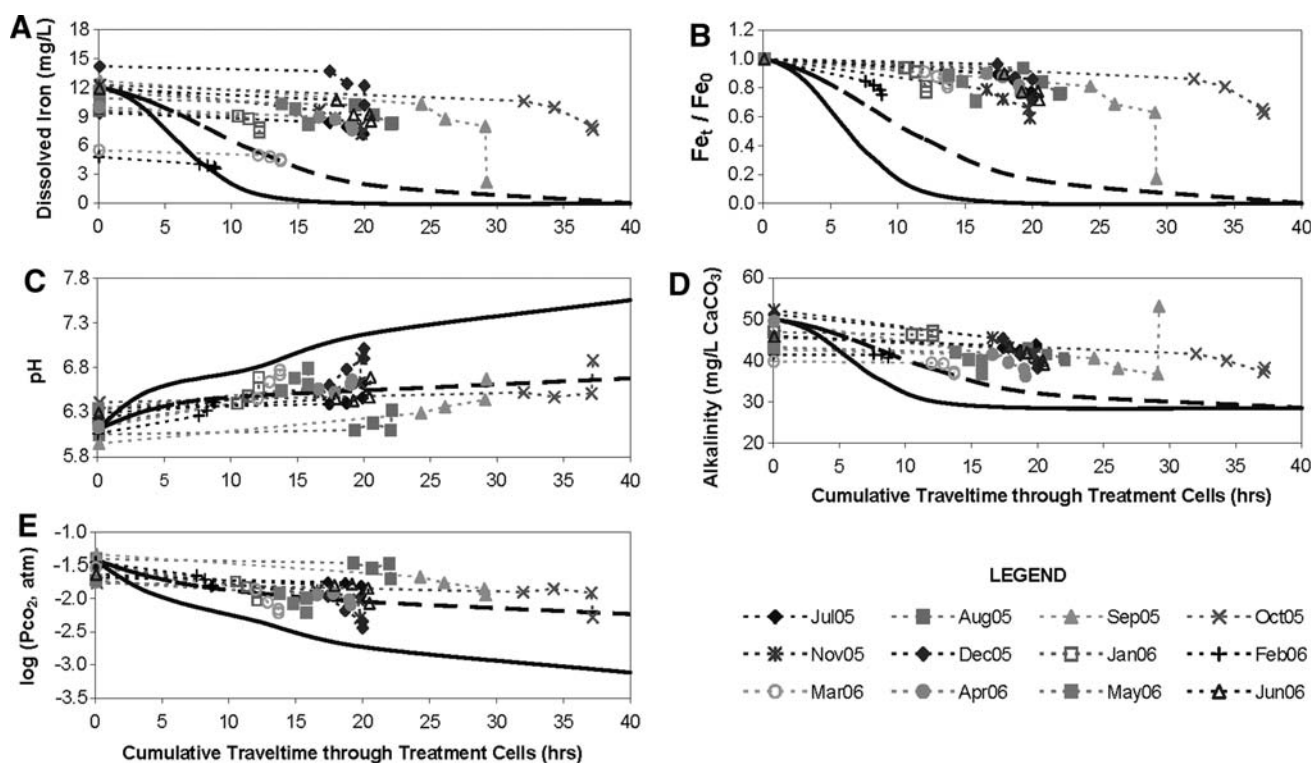 A
Dissolved Iron (mg/L)
18
15
12
9
6
3
0
0 5 10 15 20 25 30 35 40
B
Fet / Fe0
1.2
1.0
0.8
0.6
0.4
0.2
0.0
0 5 10 15 20 25 30 35 40
C
pH
7.8
7.3
6.8
6.3
5.8
0 5 10 15 20 25 30 35 40
D
Alkalinity (mg/L CaCO3)
60
50
40
30
20
0 5 10 15 20 25 30 35 40
Cumulative Traveltime through Treatment Cells (hrs)
E
log (Pco2, atm)
-1.0
-1.5
-2.0
-2.5
-3.0
-3.5
0 5 10 15 20 25 30 35 40
Cumulative Traveltime through Treatment Cells (hrs)
LEGEND
Jul05 Aug05 Sep05 Oct05
Nov05 Dec05 Jan06 Feb06
Mar06 Apr06 May06 Jun06